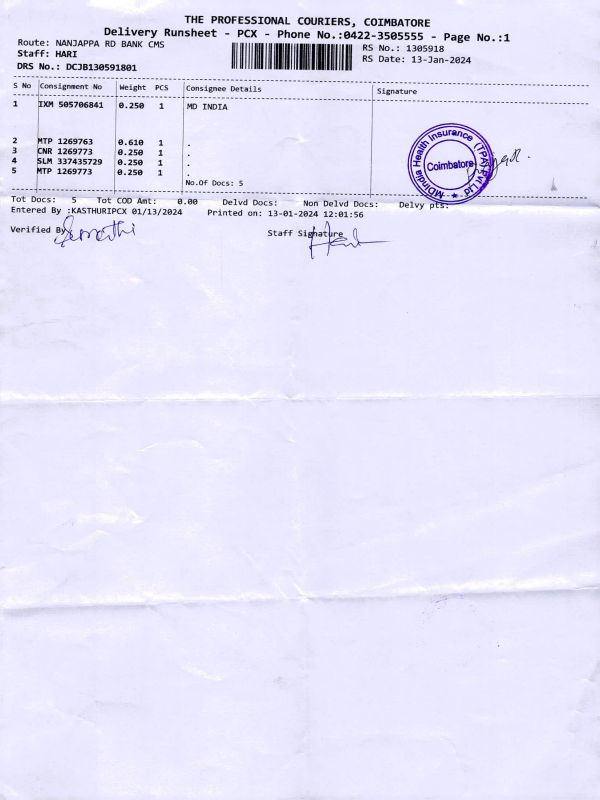 THE PROFESSIONAL COURIERS, COIMBATORE
Delivery Runsheet - PCX - Phone No.:0422-3505555 - Page No.:1
Route: NANJAPPA RD BANK CMS
RS No.: 1305918
Staff: HARI
RS Date: 13-Jan-2024
DRS No.: DCJB130591801
S No Consignment No Weight PCS Consignee Details Signature
1 IXM 505706841 0.250 1 MD INDIA
2 MTP 1269763 0.610 1 .
3 CNR 1269773 0.250 1 .
4 SLM 337435729 0.250 1 .
5 MTP 1269773 0.250 1 .
No.Of Docs: 5
MDIndia Health Insurance (TPA) Pvt Ltd
Coimbatore
Tot Docs: 5 Tot COD Amt: 0.00 Delvd Docs: Non Delvd Docs: Delvy pts:
Entered By :KASTHURIPCX 01/13/2024 Printed on: 13-01-2024 12:01:56
Verified By
Staff Signature